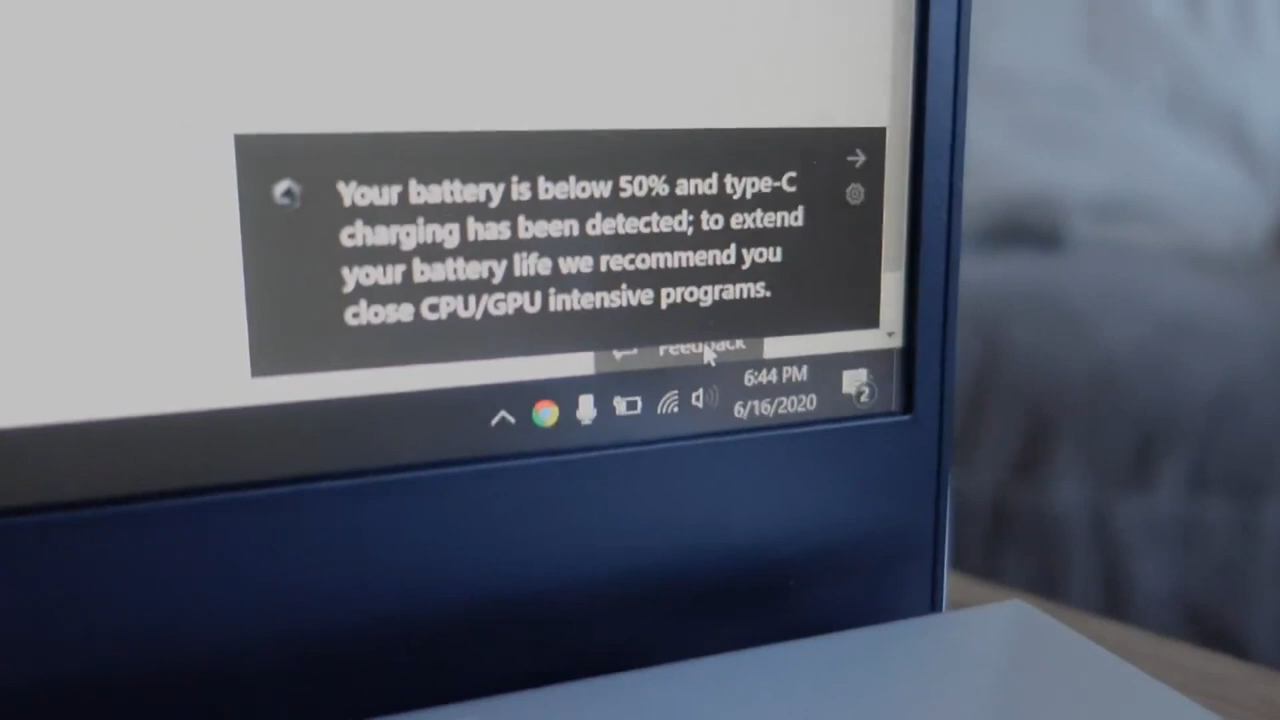 Your battery is below 50% and type-C
charging has been detected; to extend
your battery life we recommend you
close CPU/GPU intensive programs.
Feedback
6:44 PM
6/16/2020
2